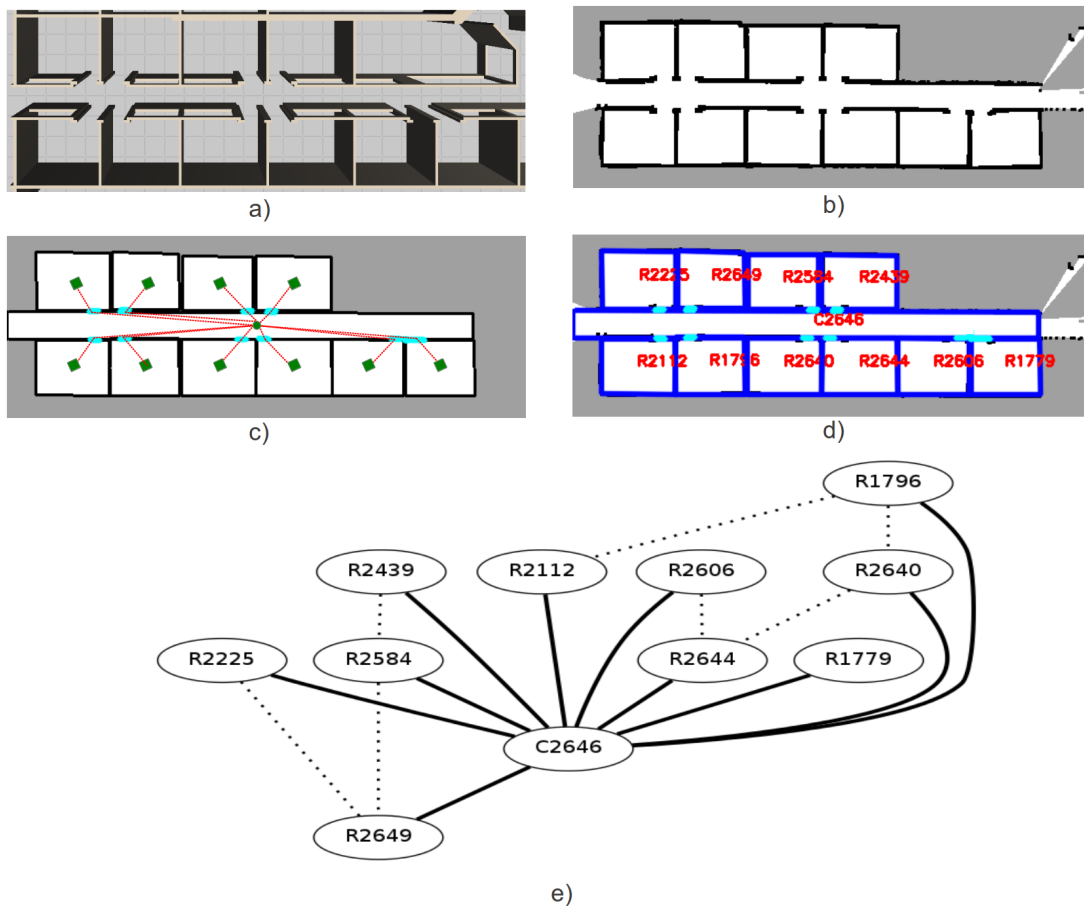 a)
b)
c)
R2225 R2649 R2584 R2439
C2646
R2112 R1796 R2640 R2644 R2606 R1779
d)
R1796
R2439 R2112 R2606 R2640
R2225 R2584 R2644 R1779
C2646
R2649
e)